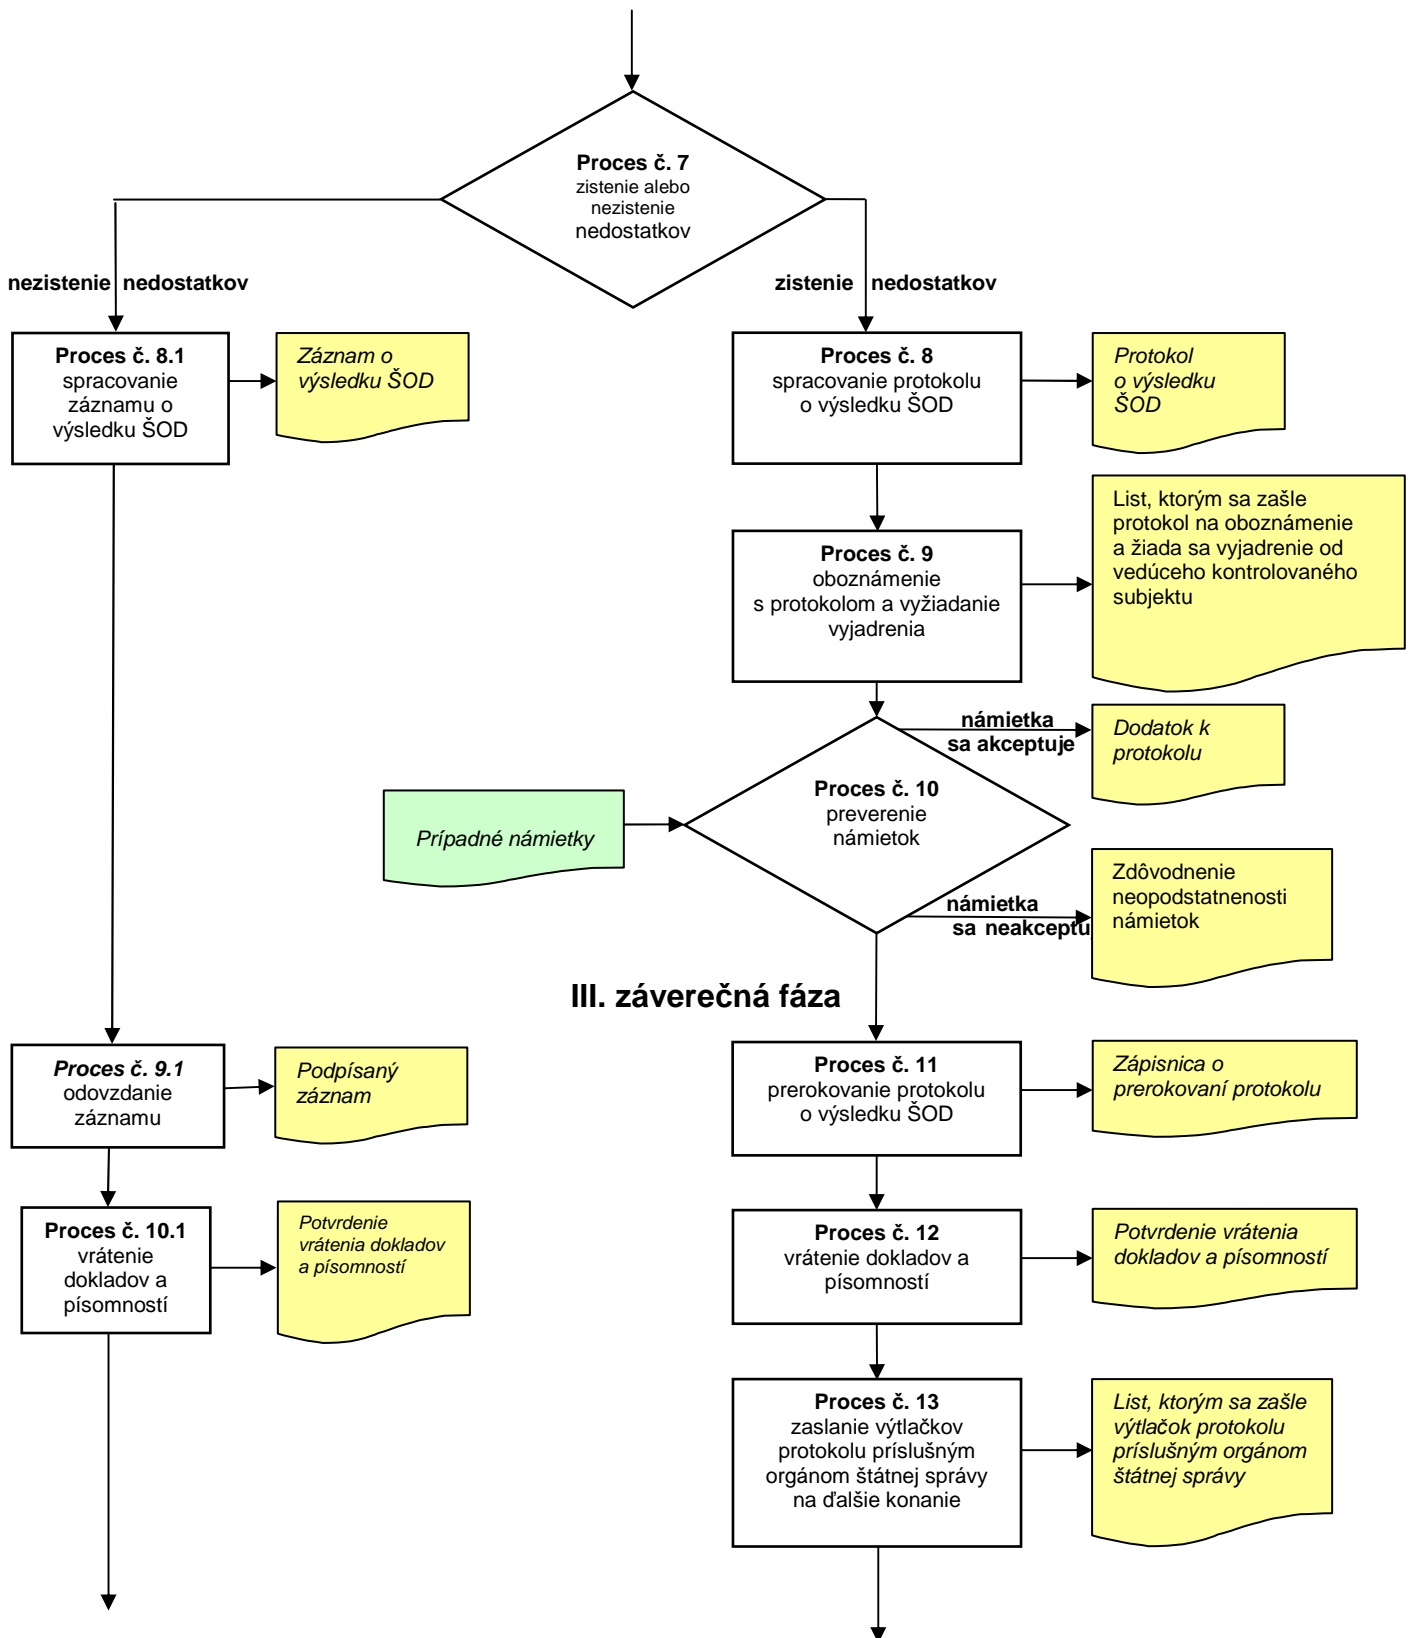 Proces č. 7
zistenie alebo
nezistenie
nedostatkov
nezistenie nedostatkov
zistenie nedostatkov
Proces č. 8.1
spracovanie
záznamu o
výsledku ŠOD
Záznam o
výsledku ŠOD
Proces č. 8
spracovanie protokolu
o výsledku ŠOD
Protokol
o výsledku
ŠOD
Proces č. 9
oboznámenie
s protokolom a vyžiadanie
vyjadrenia
List, ktorým sa zašle
protokol na oboznámenie
a žiada sa vyjadrenie od
vedúceho kontrolovaného
subjektu
námietka
sa akceptuje
Dodatok k
protokolu
Proces č. 10
preverenie
námietok
Prípadné námietky
námietka
sa neakceptu
Zdôvodnenie
neopodstatnenosti
námietok
III. záverečná fáza
Proces č. 9.1
odovzdanie
záznamu
Podpísaný
záznam
Proces č. 11
prerokovanie protokolu
o výsledku ŠOD
Zápisnica o
prerokovaní protokolu
Proces č. 10.1
vrátenie
dokladov a
písomností
Potvrdenie
vrátenia dokladov
a písomností
Proces č. 12
vrátenie dokladov a
písomností
Potvrdenie vrátenia
dokladov a písomností
Proces č. 13
zaslanie výtlačkov
protokolu príslušným
orgánom štátnej správy
na ďalšie konanie
List, ktorým sa zašle
výtlačok protokolu
príslušným orgánom
štátnej správy